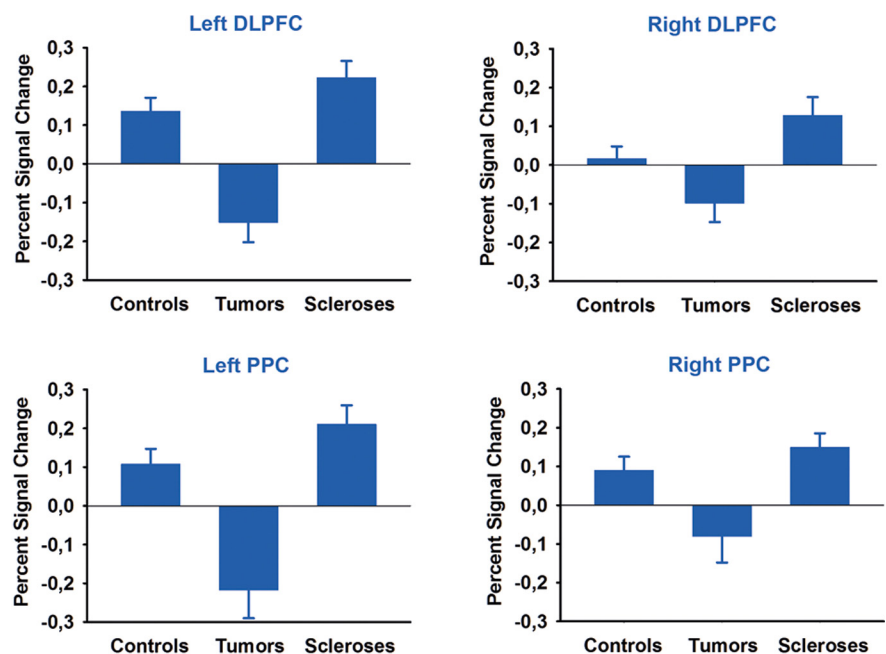 Left DLPFC
Percent Signal Change
0,3
0,2
0,1
0,0
-0,1
-0,2
-0,3
Controls Tumors Scleroses
Right DLPFC
Percent Signal Change
0,3
0,2
0,1
0,0
-0,1
-0,2
-0,3
Controls Tumors Scleroses
Left PPC
Percent Signal Change
0,3
0,2
0,1
0,0
-0,1
-0,2
-0,3
Controls Tumors Scleroses
Right PPC
Percent Signal Change
0,3
0,2
0,1
0,0
-0,1
-0,2
-0,3
Controls Tumors Scleroses